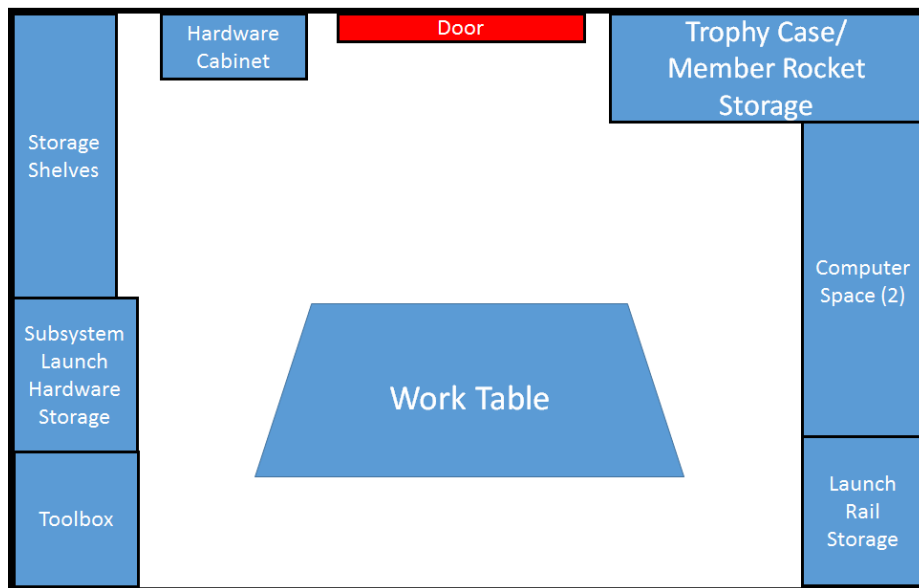 Hardware
Cabinet
Door
Trophy Case/
Member Rocket
Storage
Storage
Shelves
Computer
Space (2)
Subsystem
Launch
Hardware
Storage
Work Table
Toolbox
Launch
Rail
Storage